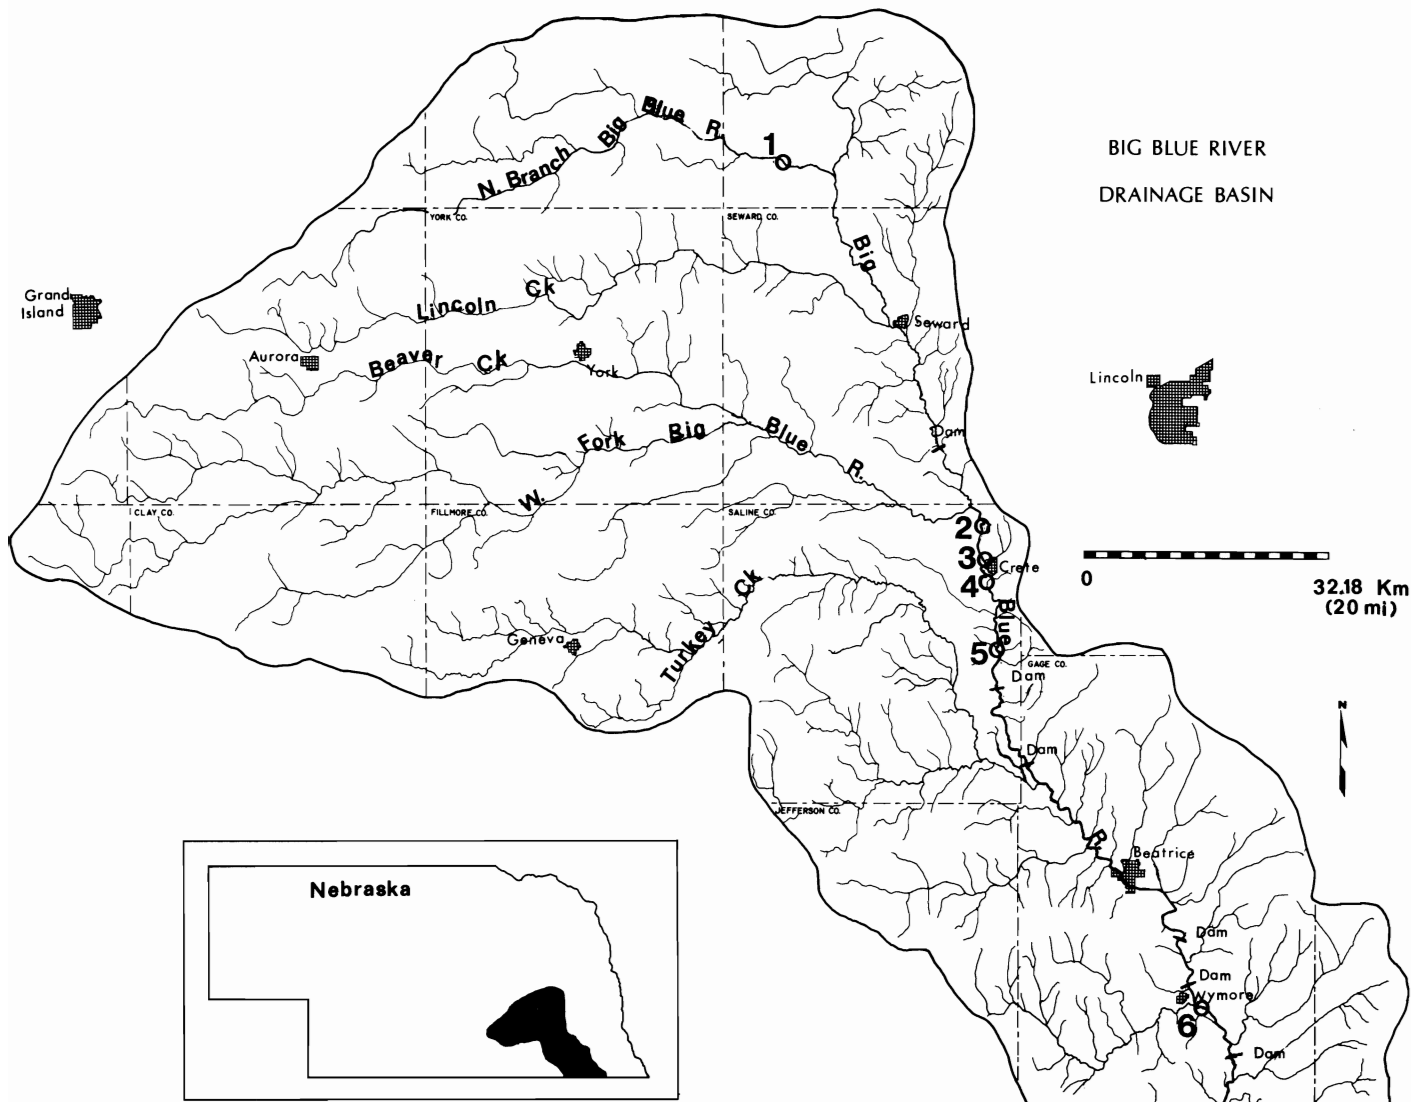 BIG BLUE RIVER
DRAINAGE BASIN
N. Branch Big Blue R.
1
YORK CO.
SEWARD CO.
Big
Grand
Island
Lincoln Ck
Seward
Aurora
Beaver Ck
York
Lincoln
Dam
W. Fork Big Blue R.
CLAY CO.
FILLMORE CO.
SALINE CO.
2
3
Crete
4
0
32.18 Km
(20 mi)
Blue
Turkey Ck
Geneva
5
GAGE CO.
Dam
N
Dam
JEFFERSON CO.
R.
Beatrice
Nebraska
Dam
Dam
Wymore
6
Dam